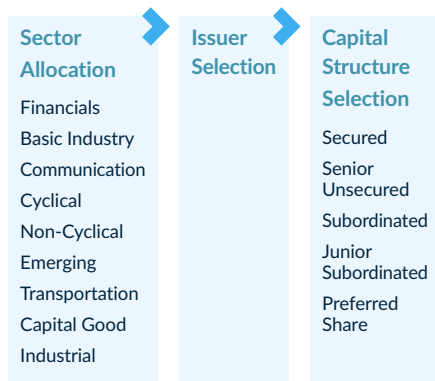 Sector
Allocation
Financials
Basic Industry
Communication
Cyclical
Non-Cyclical
Emerging
Transportation
Capital Good
Industrial
Issuer
Selection
Capital
Structure
Selection
Secured
Senior
Unsecured
Subordinated
Junior
Subordinated
Preferred
Share